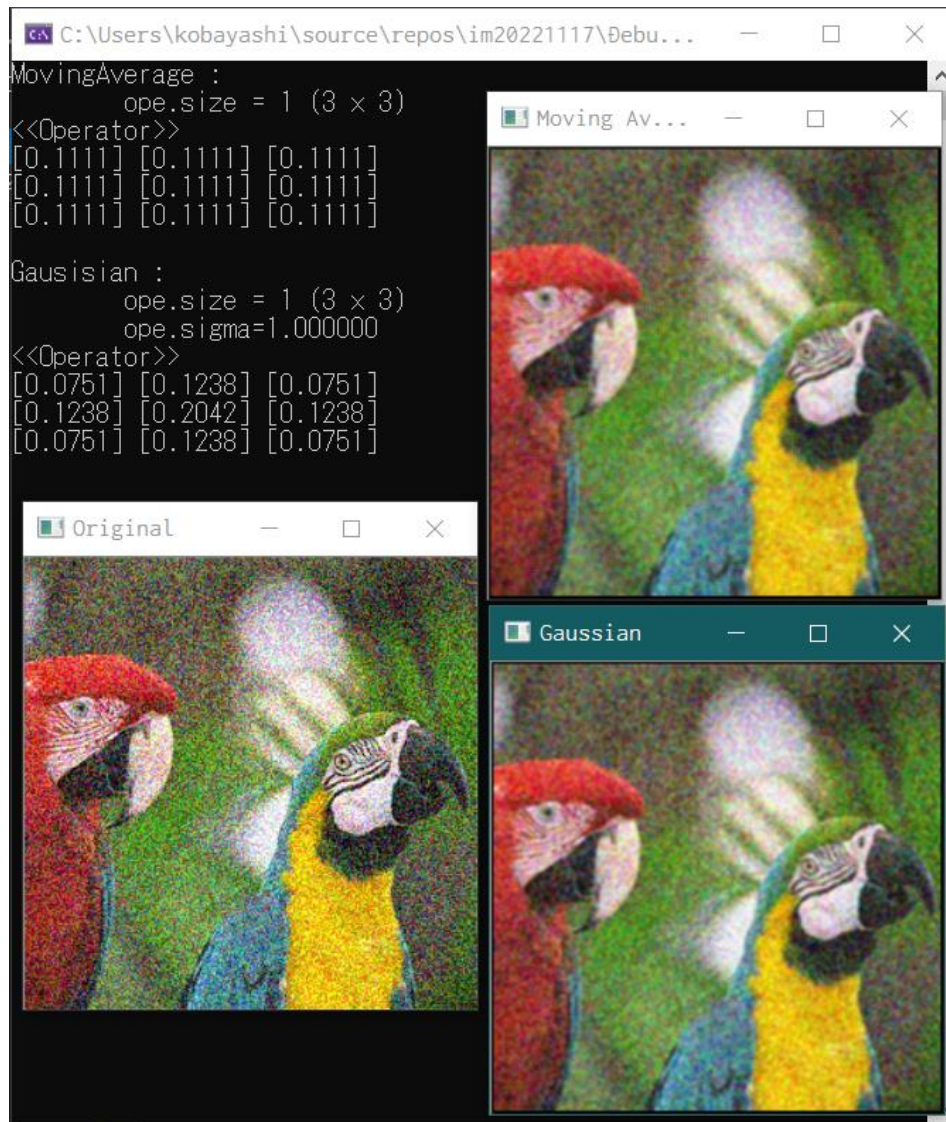 C:\Users\kobayashi\source\repos\im20221117\Debu...
MovingAverage :
ope.size = 1 (3 × 3)
<<Operator>>
[0.1111] [0.1111] [0.1111]
[0.1111] [0.1111] [0.1111]
[0.1111] [0.1111] [0.1111]
Gausisian :
ope.size = 1 (3 × 3)
ope.sigma=1.000000
<<Operator>>
[0.0751] [0.1238] [0.0751]
[0.1238] [0.2042] [0.1238]
[0.0751] [0.1238] [0.0751]
Moving Av...
Original
Gaussian